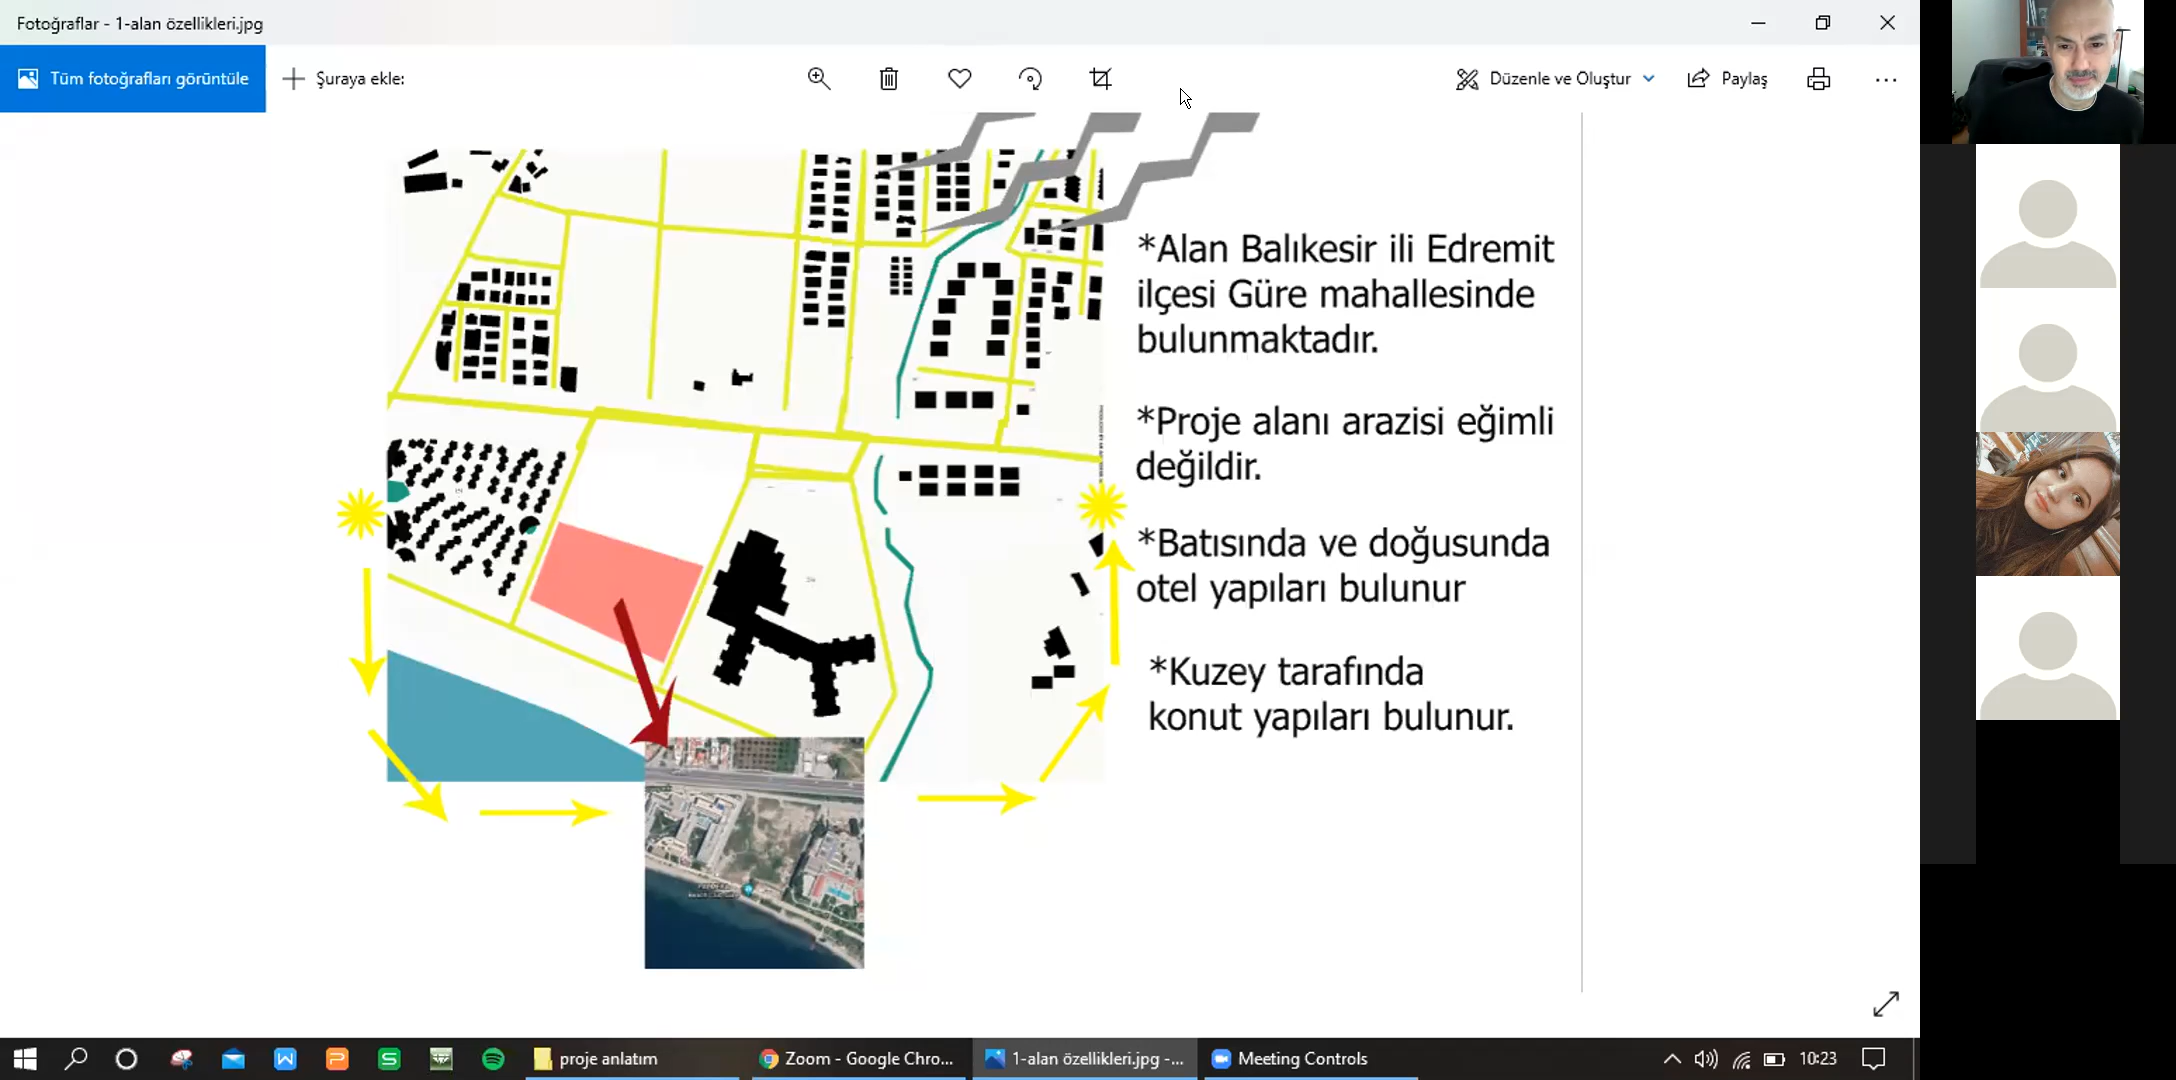 Fotoğraflar - 1-alan özellikleri.jpg
Tüm fotoğrafları görüntüle
Şuraya ekle:
Düzenle ve Oluştur
Paylaş
*Alan Balıkesir ili Edremit
ilçesi Güre mahallesinde
bulunmaktadır.
*Proje alanı arazisi eğimli
değildir.
*Batısında ve doğusunda
otel yapıları bulunur
*Kuzey tarafında
konut yapıları bulunur.
proje anlatım
Zoom - Google Chro...
1-alan özellikleri.jpg -...
Meeting Controls
10:23